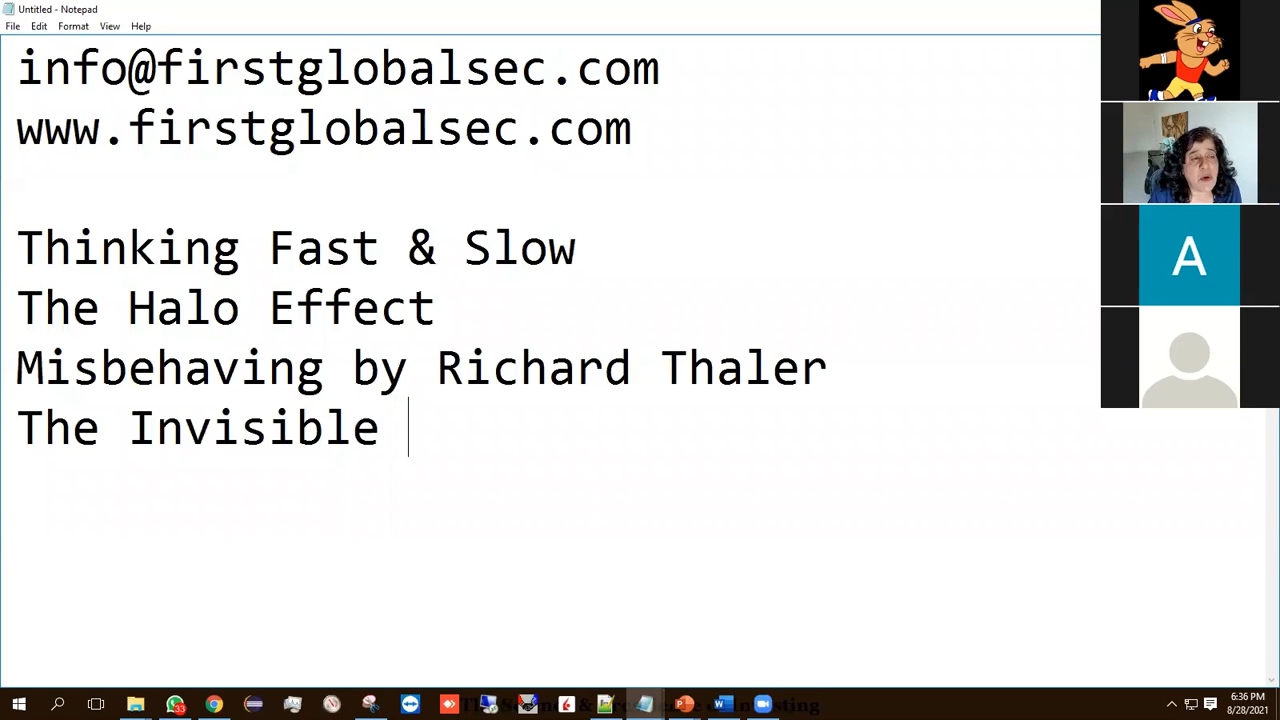 Untitled - Notepad
File Edit Format View Help
info@firstglobalsec.com
www.firstglobalsec.com
Thinking Fast & Slow
The Halo Effect
Misbehaving by Richard Thaler
The Invisible
A
33
6:36 PM
8/28/2021